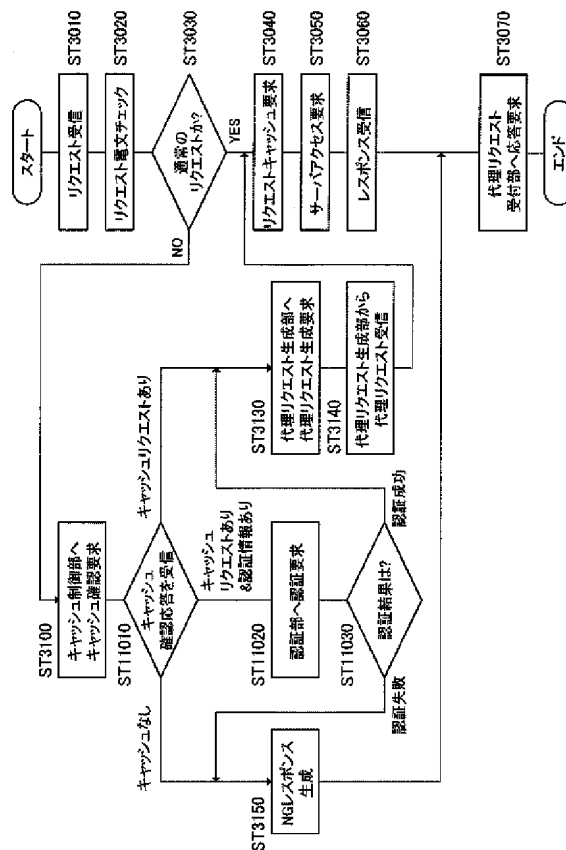 スタート
ST3010
リクエスト受信
ST3020
リクエスト電文チェック
ST3030
通常の
リクエストか?
NO
YES
ST3040
リクエストキャッシュ要求
ST3050
サーバアクセス要求
ST3060
レスポンス受信
ST3070
代理リクエスト
受付部へ応答要求
エンド
ST3100
キャッシュ制御部へ
キャッシュ確認要求
ST11010
キャッシュ
確認応答を受信
キャッシュなし
キャッシュ
リクエストあり
&認証情報あり
キャッシュリクエストあり
ST11020
認証部へ認証要求
ST11030
認証結果は?
認証失敗
認証成功
ST3130
代理リクエスト生成部へ
代理リクエスト生成要求
ST3140
代理リクエスト生成部から
代理リクエスト受信
ST3150
NGレスポンス
生成